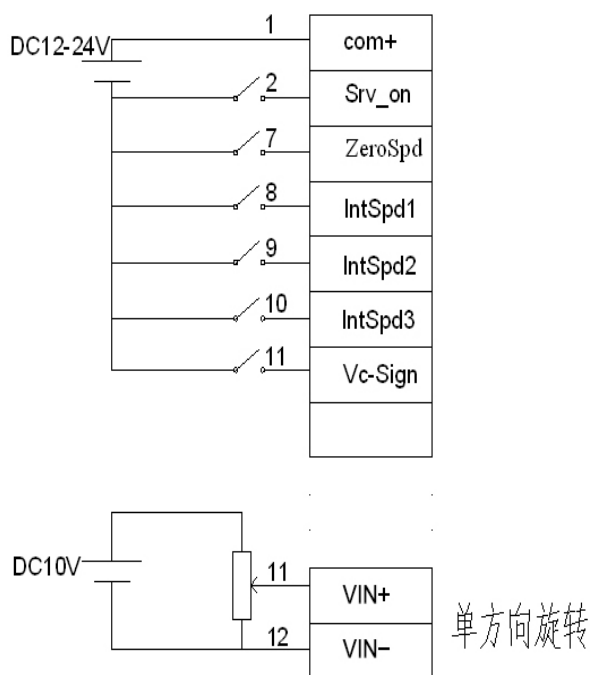 1
DC12-24V
com+
2
Srv_on
7
ZeroSpd
8
IntSpd1
9
IntSpd2
10
IntSpd3
11
Vc-Sign
DC10V
11
VIN+
12
VIN−
单方向旋转